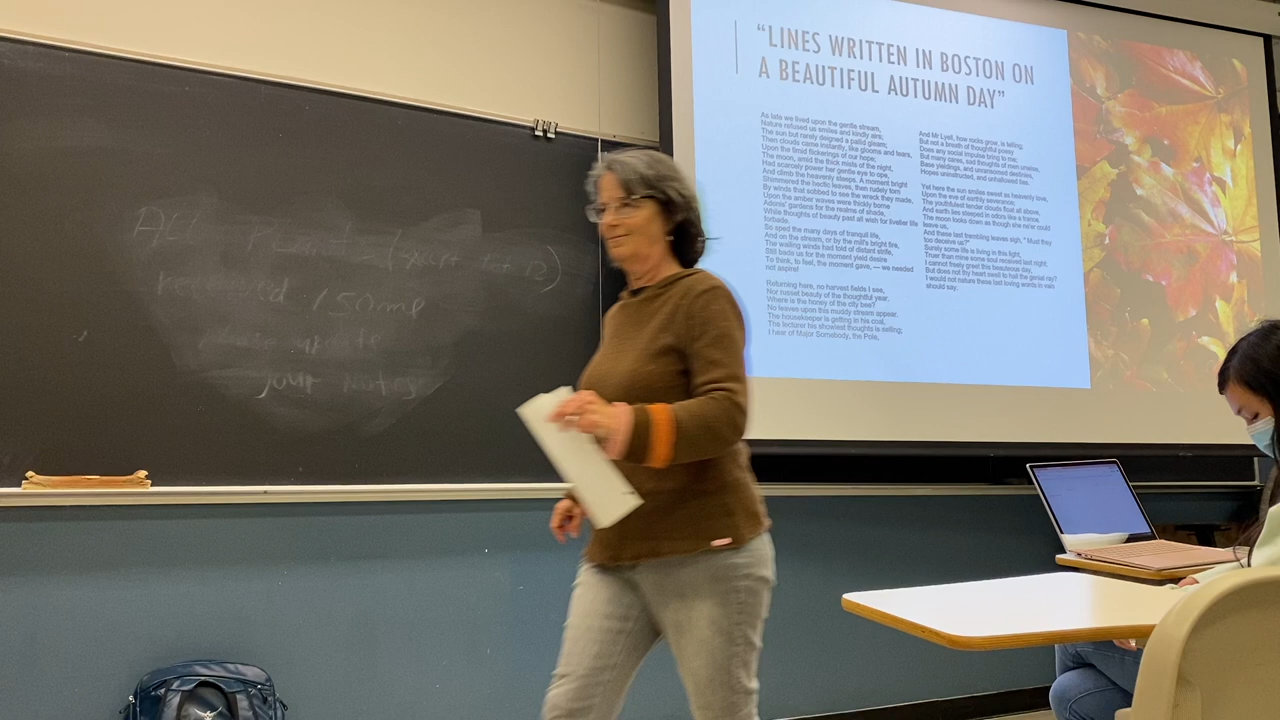 (except for B)
your notes
“LINES WRITTEN IN BOSTON ON
A BEAUTIFUL AUTUMN DAY”
As late we lived upon the gentle stream,
Nature refused us smiles and kindly airs;
The sun but rarely deigned a pallid gleam;
Then clouds came instantly, like glooms and tears,
Upon the timid flickerings of our hope;
The moon, amid the thick mists of the night,
Had scarcely power her gentle eye to ope,
And climb the heavenly steeps. A moment bright
Shimmered the hectic leaves, then rudely torn
By winds that sobbed to see the wreck they made,
Upon the amber waves were thickly borne
Adonis' gardens for the realms of shade,
While thoughts of beauty past all wish for livelier life
forbade.
So sped the many days of tranquil life,
And on the stream, or by the mill's bright fire,
The wailing winds had told of distant strife,
Still bade us for the moment yield desire
To think, to feel, the moment gave, — we needed
not aspire!
Returning here, no harvest fields I see,
Nor russet beauty of the thoughtful year.
Where is the honey of the city bee?
No leaves upon this muddy stream appear.
The housekeeper is getting in his coal,
The lecturer his showiest thoughts is selling;
I hear of Major Somebody, the Pole,
And Mr Lyell, how rocks grow, is telling;
But not a breath of thoughtful poesy
Does any social impulse bring to me;
But many cares, sad thoughts of men unwise,
Base yieldings, and unransomed destinies,
Hopes uninstructed, and unhallowed ties.
Yet here the sun smiles sweet as heavenly love,
Upon the eve of earthly severance;
The youthfulest tender clouds float all above,
And earth lies steeped in odors like a trance.
The moon looks down as though she ne'er could
leave us,
And these last trembling leaves sigh, " Must they
too deceive us?"
Surely some life is living in this light,
Truer than mine some soul received last night;
I cannot freely greet this beauteous day,
But does not thy heart swell to hail the genial ray?
I would not nature these last loving words in vain
should say.